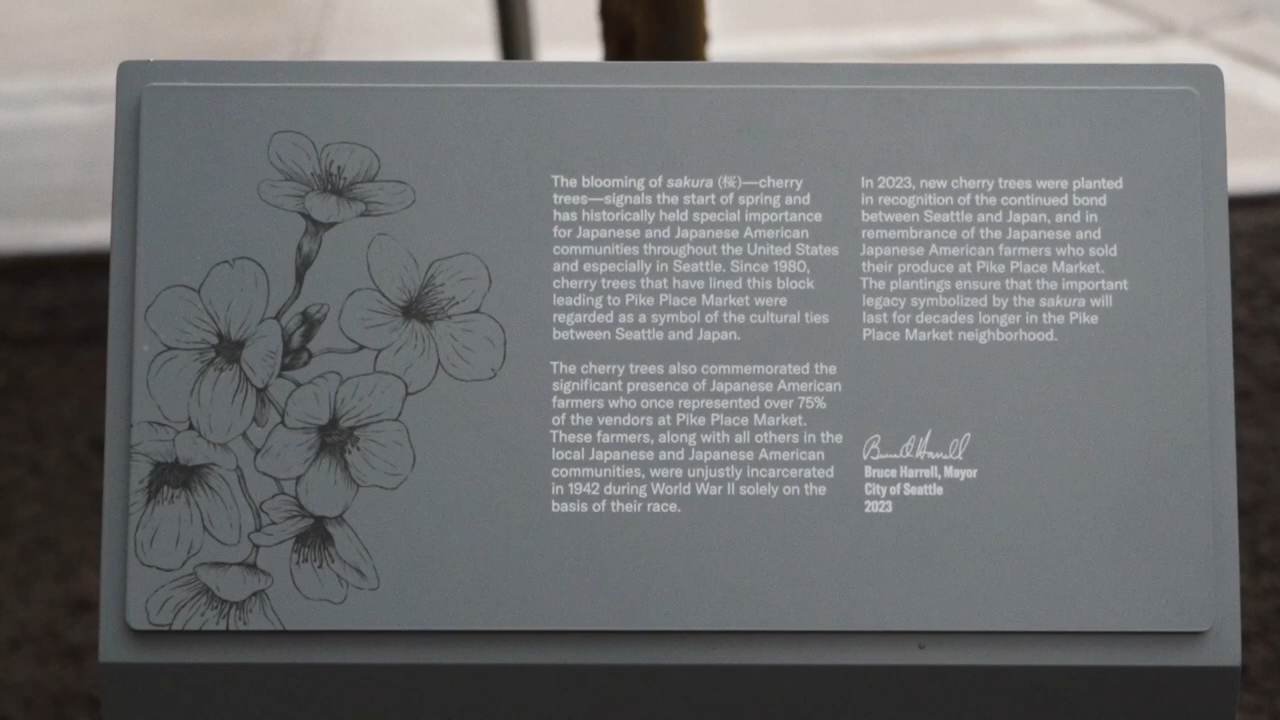 The blooming of sakura (桜)—cherry
trees—signals the start of spring and
has historically held special importance
for Japanese and Japanese American
communities throughout the United States
and especially in Seattle. Since 1980,
cherry trees that have lined this block
leading to Pike Place Market were
regarded as a symbol of the cultural ties
between Seattle and Japan.
The cherry trees also commemorated the
significant presence of Japanese American
farmers who once represented over 75%
of the vendors at Pike Place Market.
These farmers, along with all others in the
local Japanese and Japanese American
communities, were unjustly incarcerated
in 1942 during World War II solely on the
basis of their race.
In 2023, new cherry trees were planted
in recognition of the continued bond
between Seattle and Japan, and in
remembrance of the Japanese and
Japanese American farmers who sold
their produce at Pike Place Market.
The plantings ensure that the important
legacy symbolized by the sakura will
last for decades longer in the Pike
Place Market neighborhood.
Bruce Harrell
Bruce Harrell, Mayor
City of Seattle
2023